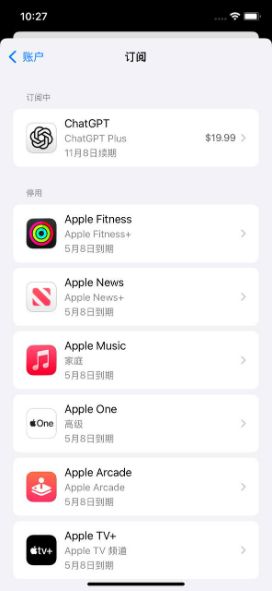 10:27
账户
订阅
订阅中
ChatGPT
ChatGPT Plus
$19.99
11月8日续期
停用
Apple Fitness
Apple Fitness+
5月8日到期
Apple News
Apple News+
5月8日到期
Apple Music
家庭
5月8日到期
One
Apple One
高级
5月8日到期
Apple Arcade
Apple Arcade
5月8日到期
tv+
Apple TV+
Apple TV 频道
5月8日到期